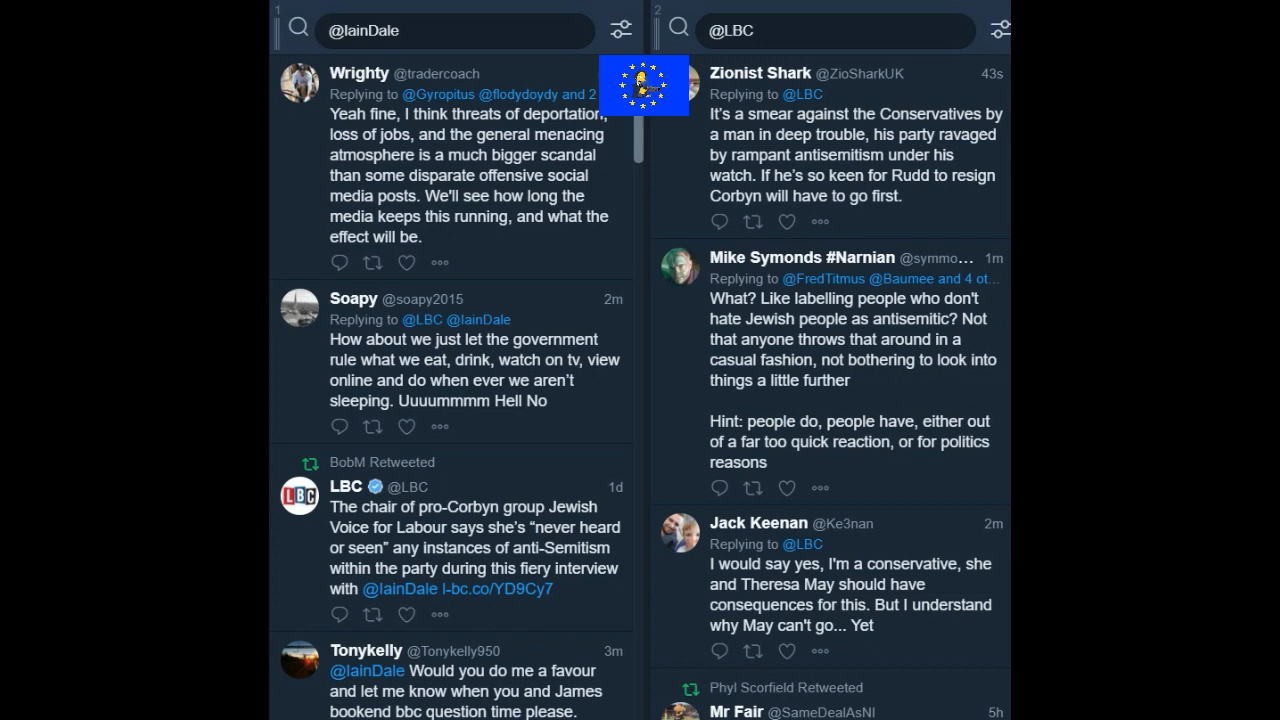 1
@IainDale
Wrighty @tradercoach
Replying to @Gyropitus @flodydoydy and 2
Yeah fine, I think threats of deportation,
loss of jobs, and the general menacing
atmosphere is a much bigger scandal
than some disparate offensive social
media posts. We'll see how long the
media keeps this running, and what the
effect will be.
Soapy @soapy2015 2m
Replying to @LBC @IainDale
How about we just let the government
rule what we eat, drink, watch on tv, view
online and do when ever we aren't
sleeping. Uuuummmm Hell No
BobM Retweeted
LBC @LBC 1d
The chair of pro-Corbyn group Jewish
Voice for Labour says she's “never heard
or seen” any instances of anti-Semitism
within the party during this fiery interview
with @IainDale l-bc.co/YD9Cy7
Tonykelly @Tonykelly950 3m
@IainDale Would you do me a favour
and let me know when you and James
bookend bbc question time please.
2
@LBC
Zionist Shark @ZioSharkUK 43s
Replying to @LBC
It's a smear against the Conservatives by
a man in deep trouble, his party ravaged
by rampant antisemitism under his
watch. If he's so keen for Rudd to resign
Corbyn will have to go first.
Mike Symonds #Narnian @symmo... 1m
Replying to @FredTitmus @Baumee and 4 ot...
What? Like labelling people who don't
hate Jewish people as antisemitic? Not
that anyone throws that around in a
casual fashion, not bothering to look into
things a little further
Hint: people do, people have, either out
of a far too quick reaction, or for politics
reasons
Jack Keenan @Ke3nan 2m
Replying to @LBC
I would say yes, I'm a conservative, she
and Theresa May should have
consequences for this. But I understand
why May can't go... Yet
Phyl Scorfield Retweeted
Mr Fair @SameDealAsNI 5h